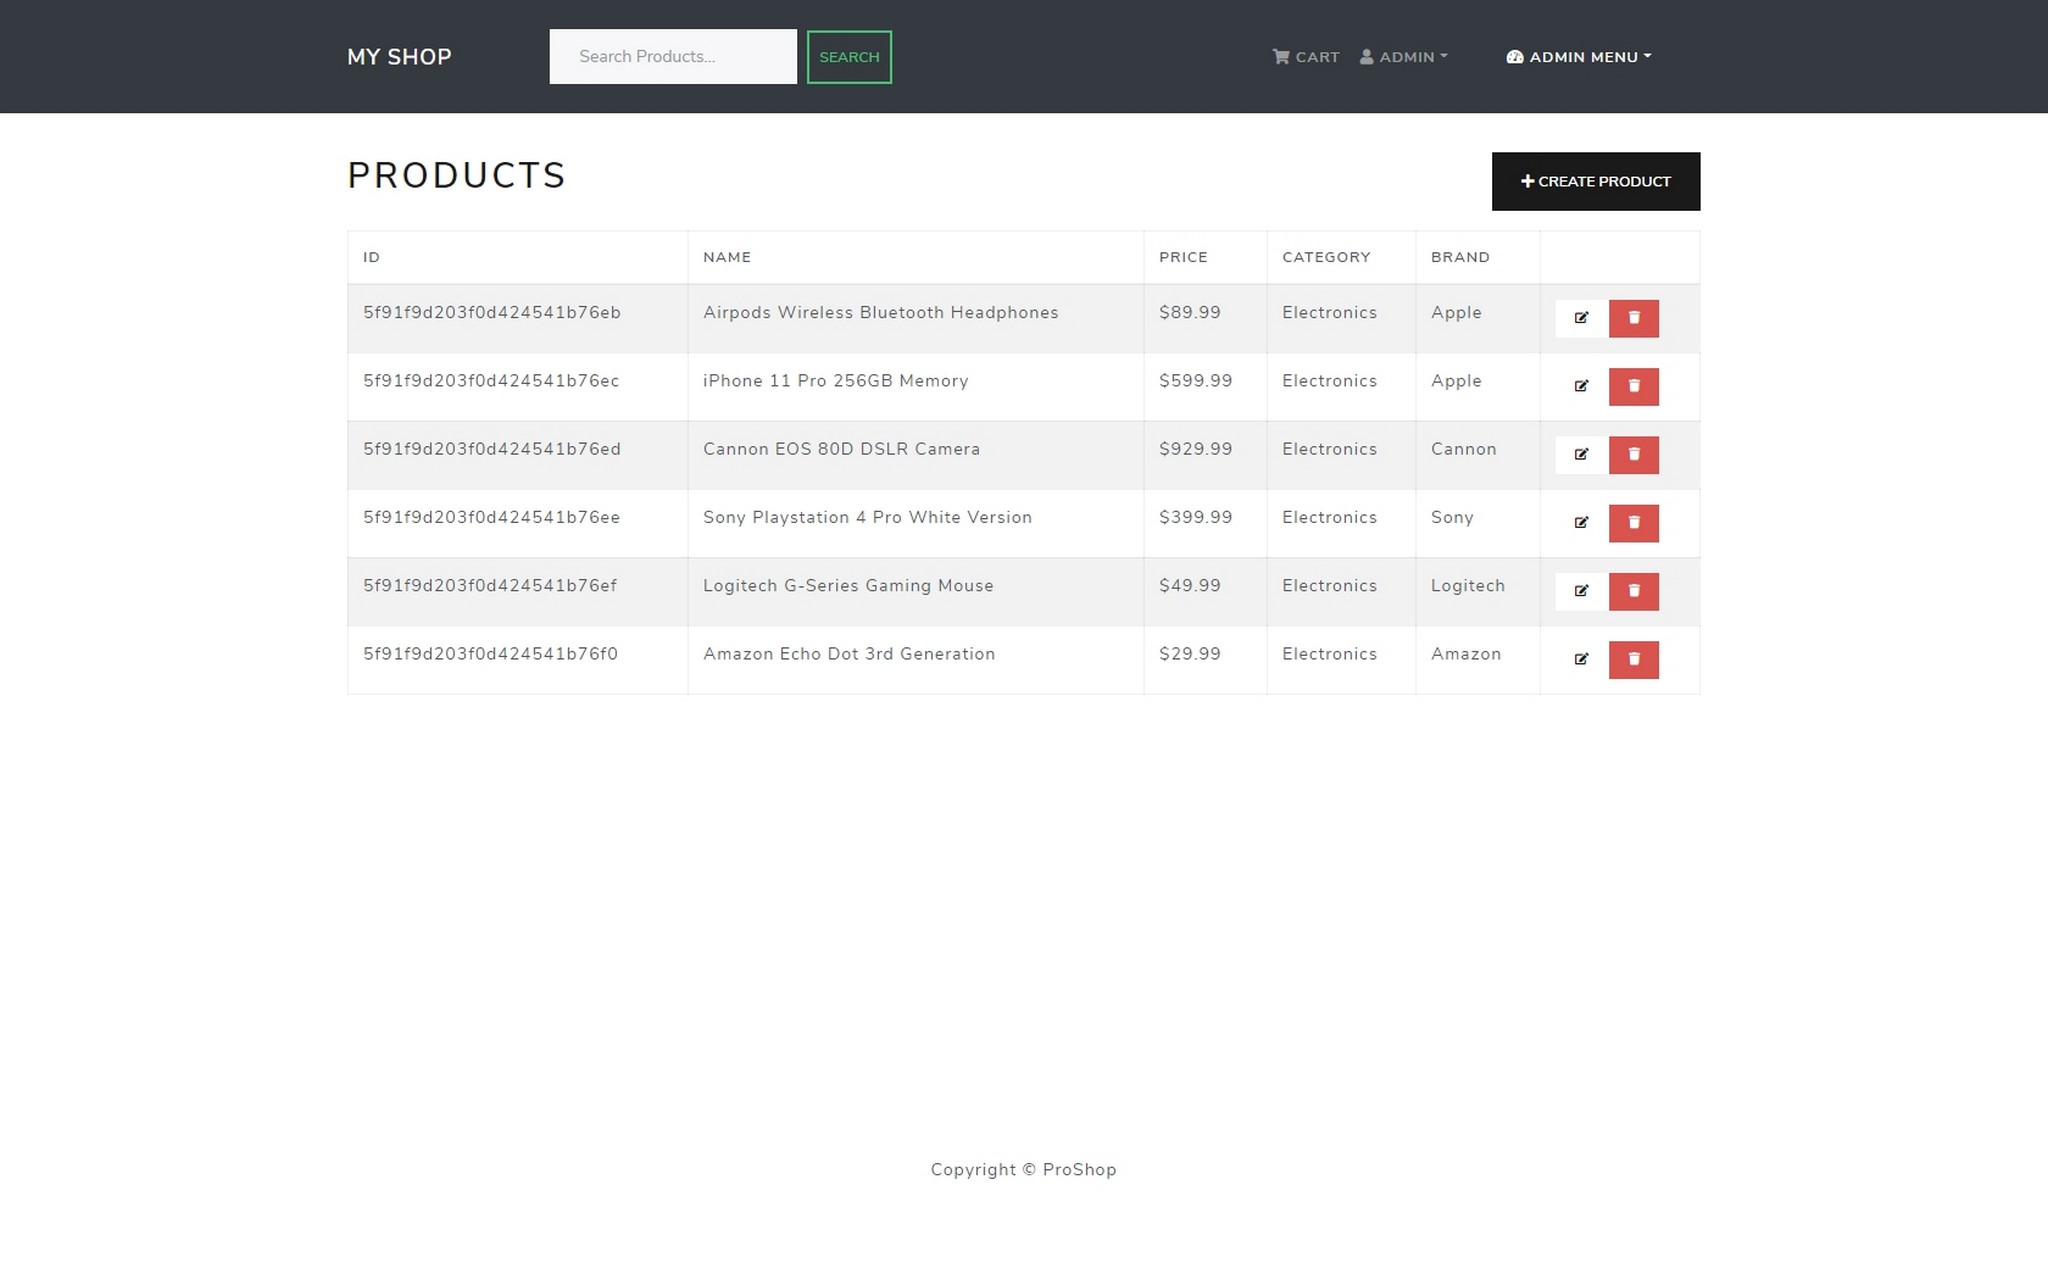 MY SHOP Search Products... SEARCH CART ADMIN ADMIN MENU
PRODUCTS CREATE PRODUCT
ID NAME PRICE CATEGORY BRAND
5f91f9d203f0d424541b76eb Airpods Wireless Bluetooth Headphones $89.99 Electronics Apple
5f91f9d203f0d424541b76ec iPhone 11 Pro 256GB Memory $599.99 Electronics Apple
5f91f9d203f0d424541b76ed Cannon EOS 80D DSLR Camera $929.99 Electronics Cannon
5f91f9d203f0d424541b76ee Sony Playstation 4 Pro White Version $399.99 Electronics Sony
5f91f9d203f0d424541b76ef Logitech G-Series Gaming Mouse $49.99 Electronics Logitech
5f91f9d203f0d424541b76f0 Amazon Echo Dot 3rd Generation $29.99 Electronics Amazon
Copyright © ProShop